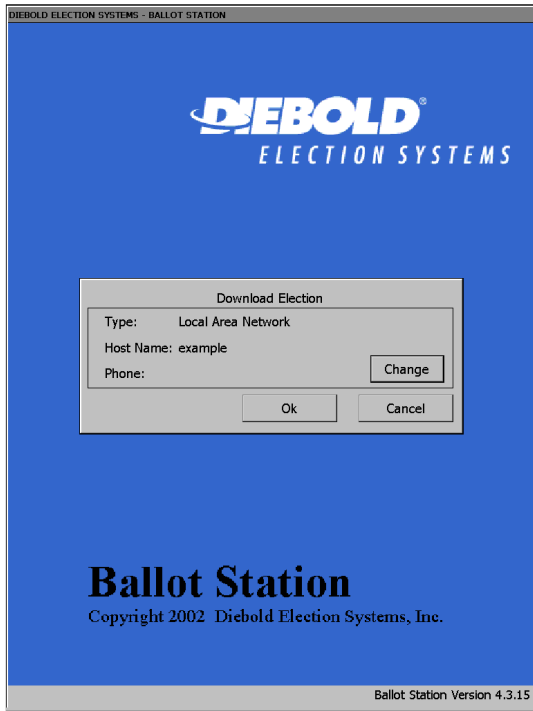 DIEBOLD ELECTION SYSTEMS - BALLOT STATION
DIEBOLD®
ELECTION SYSTEMS
Download Election
Type: Local Area Network
Host Name: example
Phone:
Change
Ok Cancel
Ballot Station
Copyright 2002 Diebold Election Systems, Inc.
Ballot Station Version 4.3.15